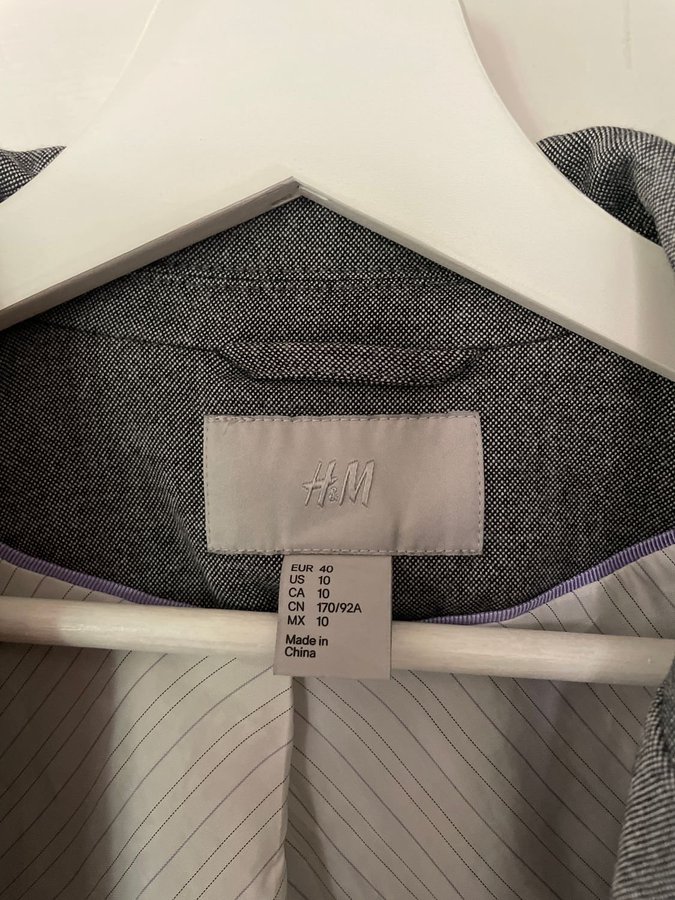 H&M
EUR 40
US 10
CA 10
CN 170/92A
MX 10
Made in
China